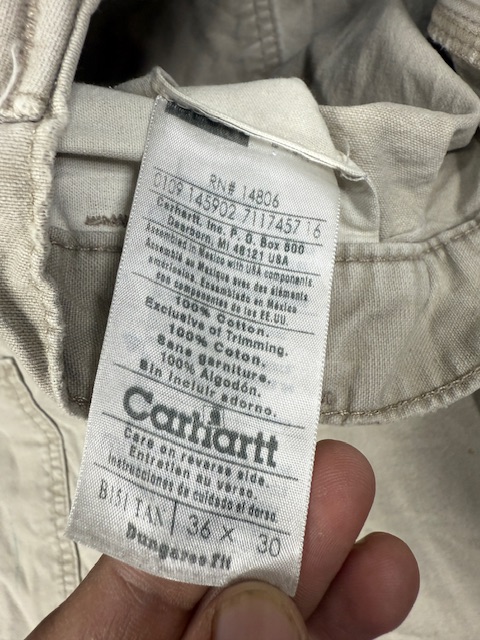 RN# 14806
0109 145902 7117457 16
Carhartt, Inc. P. O. Box 600
Dearborn, MI 48121 USA
Assembled in Mexico with USA components.
Assemblé au Mexique avec des éléments
américains. Ensamblado en México
con componentes de los EE.UU.
100% Cotton.
Exclusive of Trimming.
100% Coton.
Sans garniture.
100% Algodón.
Sin incluir adorno.
Carhartt
Care on reverse side.
Entretien au verso.
Instrucciones de cuidado al dorso.
B151 TAN 36 X 30
Dungaree fit